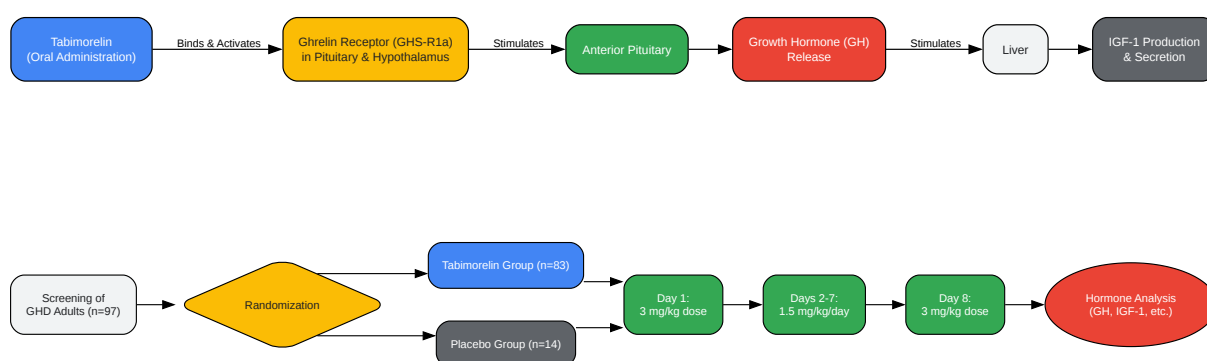 Tabimorelin
(Oral Administration)
Binds & Activates
Ghrelin Receptor (GHS-R1a)
in Pituitary & Hypothalamus
Stimulates
Anterior Pituitary
Growth Hormone (GH)
Release
Stimulates
Liver
IGF-1 Production
& Secretion
Screening of
GHD Adults (n=97)
Randomization
Tabimorelin Group (n=83)
Placebo Group (n=14)
Day 1:
3 mg/kg dose
Days 2-7:
1.5 mg/kg/day
Day 8:
3 mg/kg dose
Hormone Analysis
(GH, IGF-1, etc.)